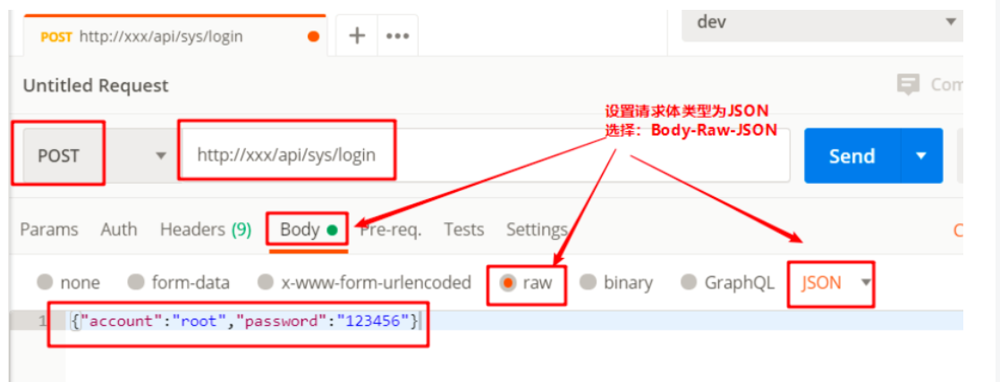 POST http://xxx/api/sys/login
dev
Untitled Request
设置请求体类型为JSON
选择：Body-Raw-JSON
POST
http://xxx/api/sys/login
Send
Params Auth Headers (9) Body Pre-req. Tests Settings
none form-data x-www-form-urlencoded raw binary GraphQL JSON
1 {"account":"root","password":"123456"}